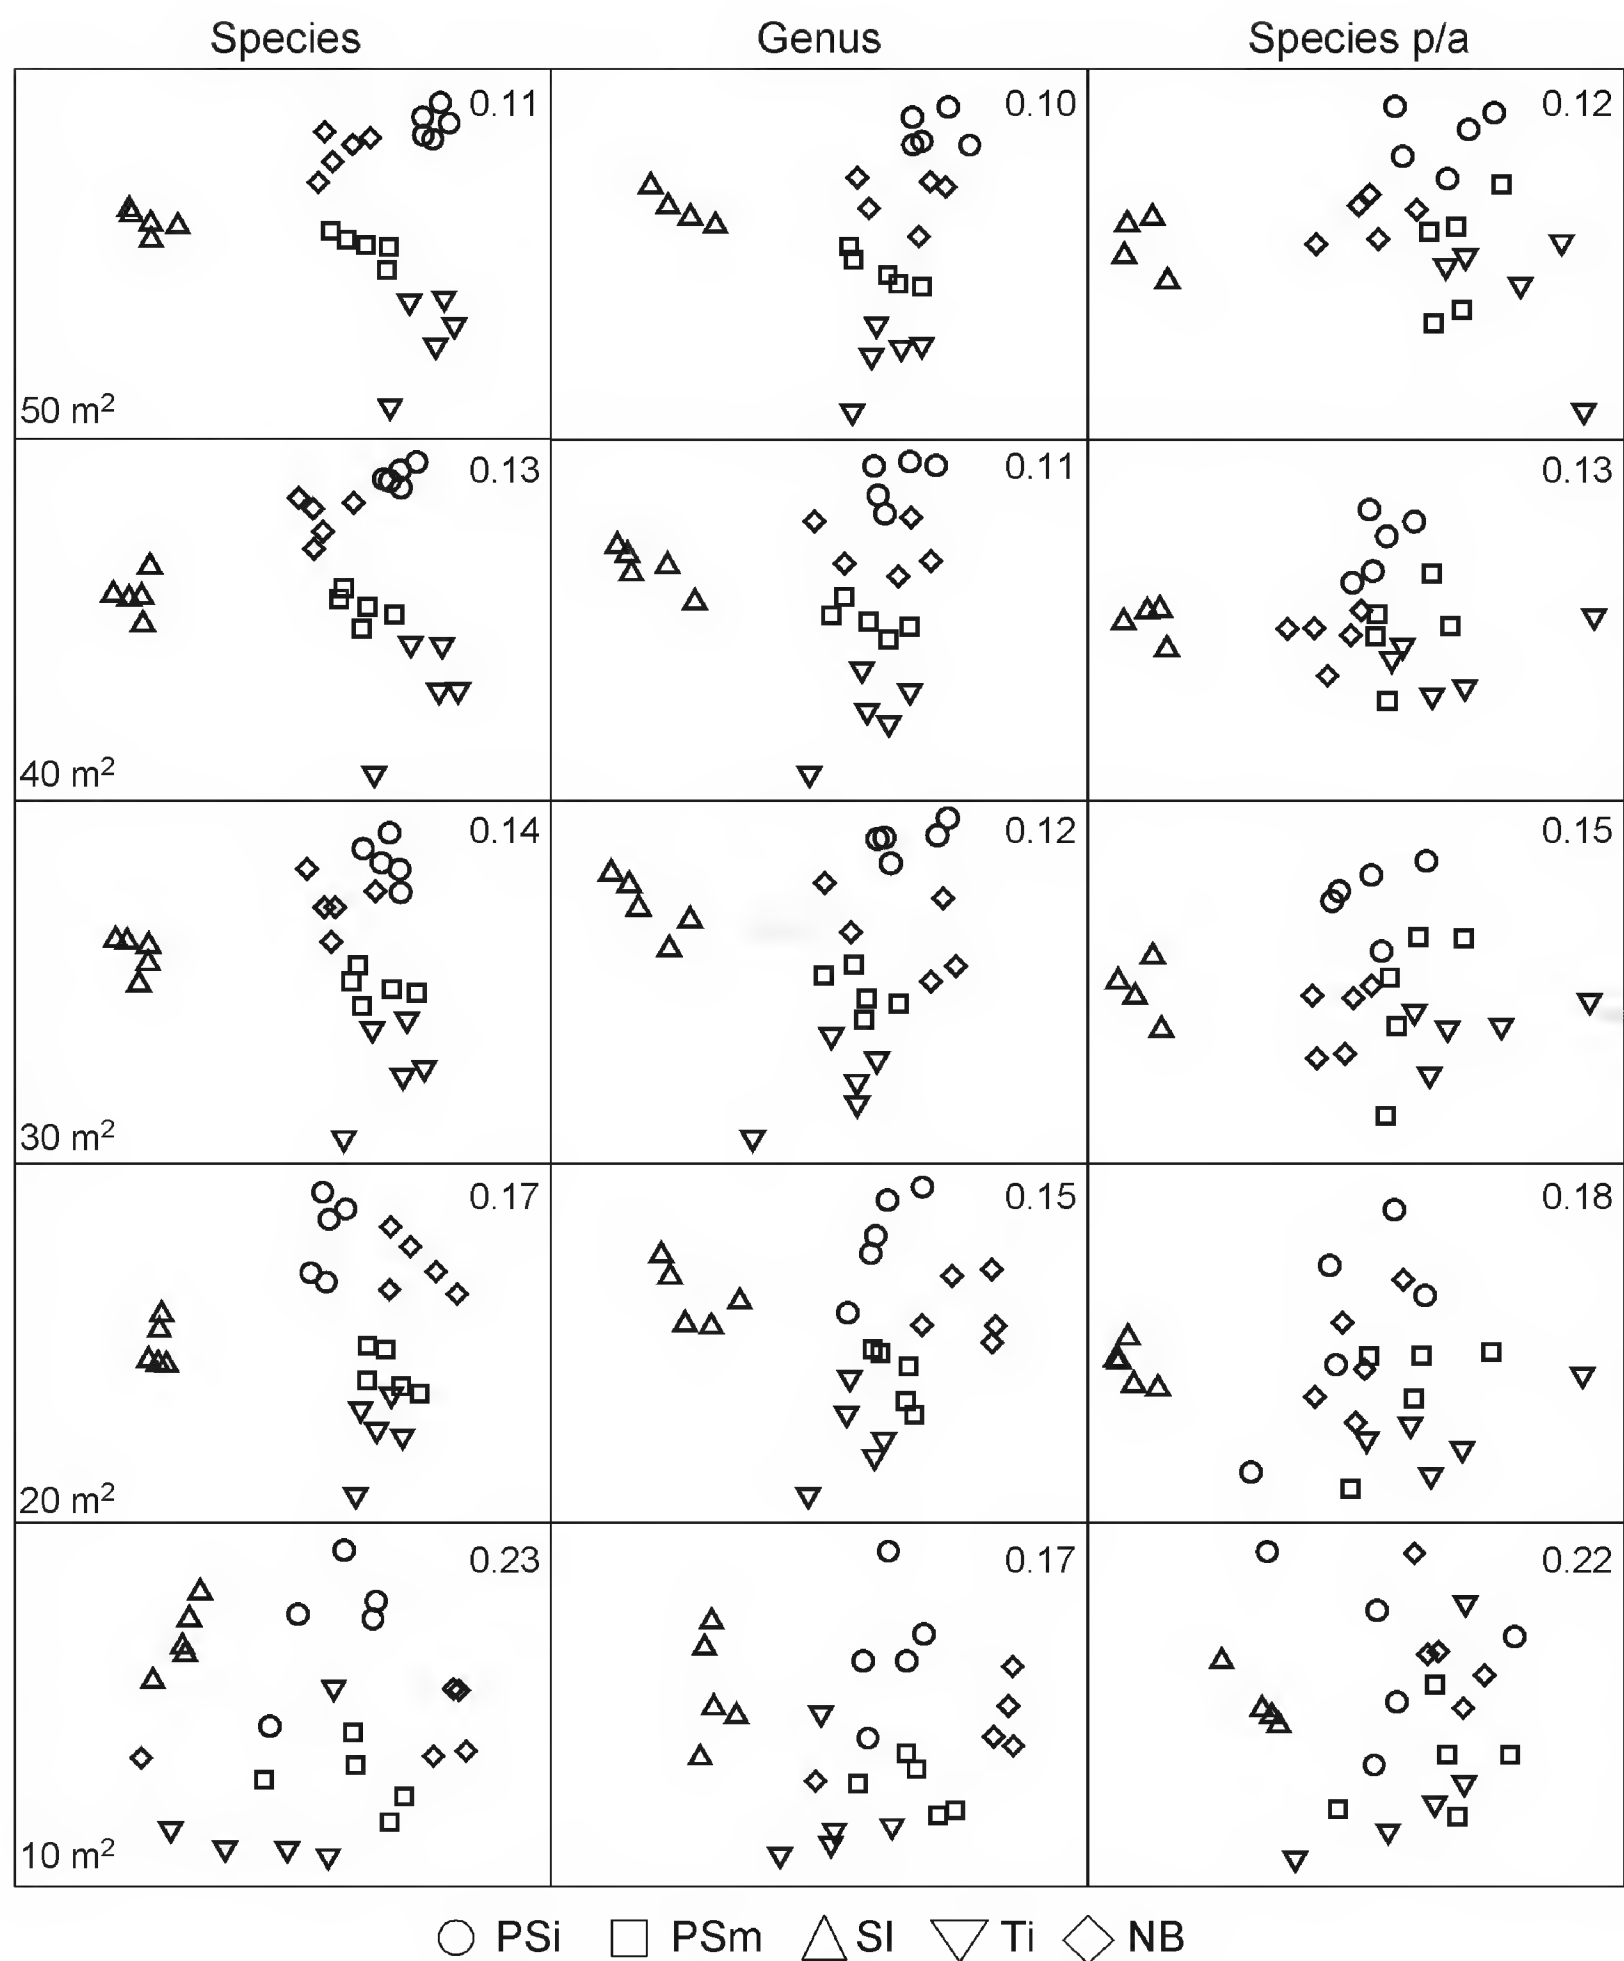 Species Genus Species p/a
0.11 0.10 0.12
50 m²
0.13 0.11 0.13
40 m²
0.14 0.12 0.15
30 m²
0.17 0.15 0.18
20 m²
0.23 0.17 0.22
10 m²
PSi PSm SI Ti NB